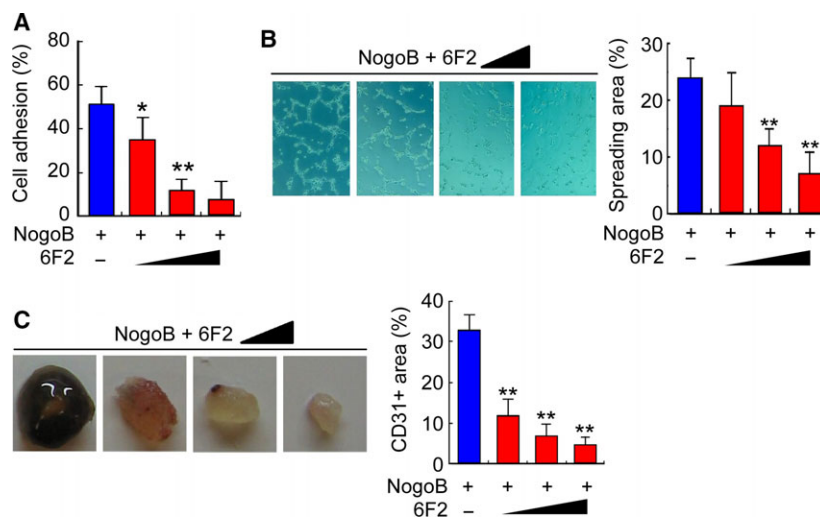 A
Cell adhesion (%)
80
60
40
20
0
*
**
NogoB + + + +
6F2 –
B
NogoB + 6F2
Spreading area (%)
30
20
10
0
**
**
NogoB + + + +
6F2 –
C
NogoB + 6F2
CD31+ area (%)
40
30
20
10
0
**
**
**
NogoB + + + +
6F2 –